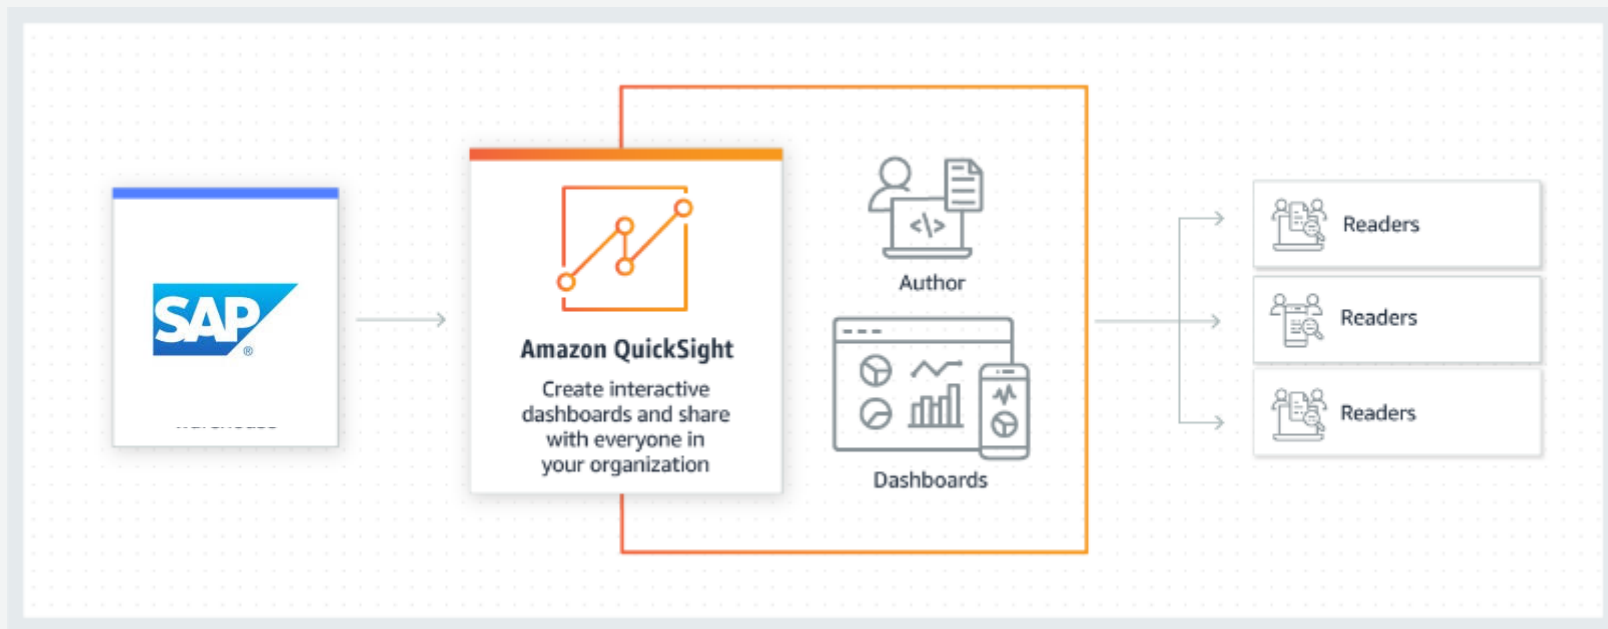 SAP
®
Amazon QuickSight
Create interactive
dashboards and share
with everyone in
your organization
</>
Author
Dashboards
Readers
Readers
Readers